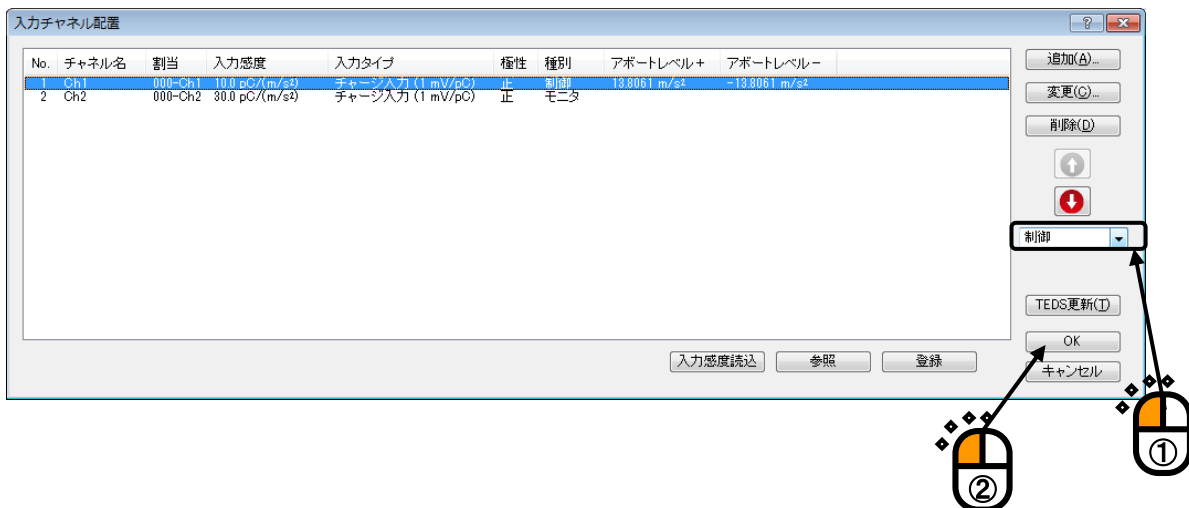 入力チャネル配置
No. チャネル名 割当 入力感度 入力タイプ 極性 種別 アボートレベル+ アボートレベル-
1 Ch1 000-Ch1 10.0 pC/(m/s²) チャージ入力 (1 mV/pC) 正 制御 13.8061 m/s² -13.8061 m/s²
2 Ch2 000-Ch2 30.0 pC/(m/s²) チャージ入力 (1 mV/pC) 正 モニタ
追加(A)...
変更(C)...
削除(D)
制御
TEDS更新(T)
OK
キャンセル
入力感度読込 参照 登録
①
②